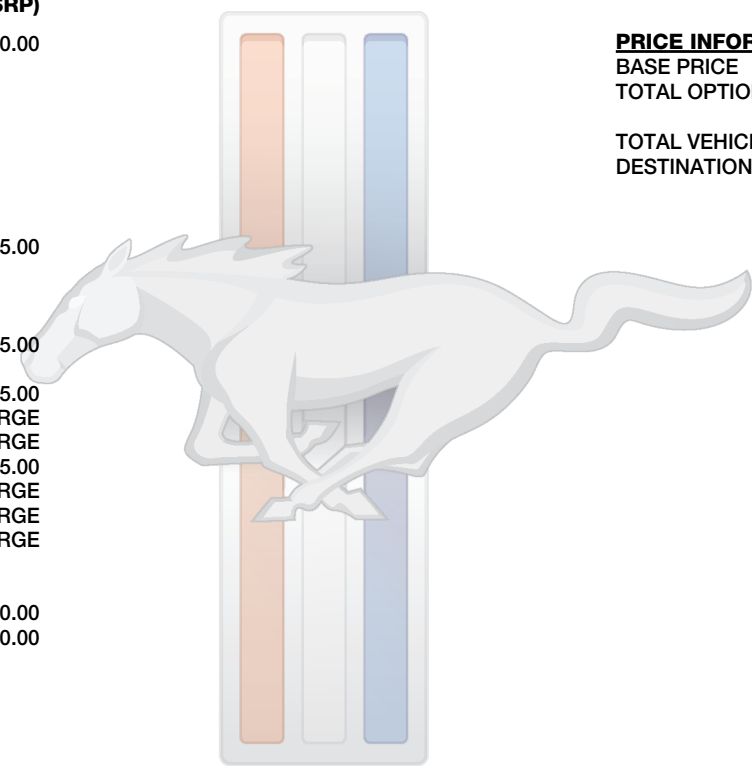 SRP)
0.00
5.00
5.00
5.00
RGE
RGE
5.00
RGE
RGE
RGE
0.00
0.00
PRICE INFOR
BASE PRICE
TOTAL OPTIO
TOTAL VEHICL
DESTINATION